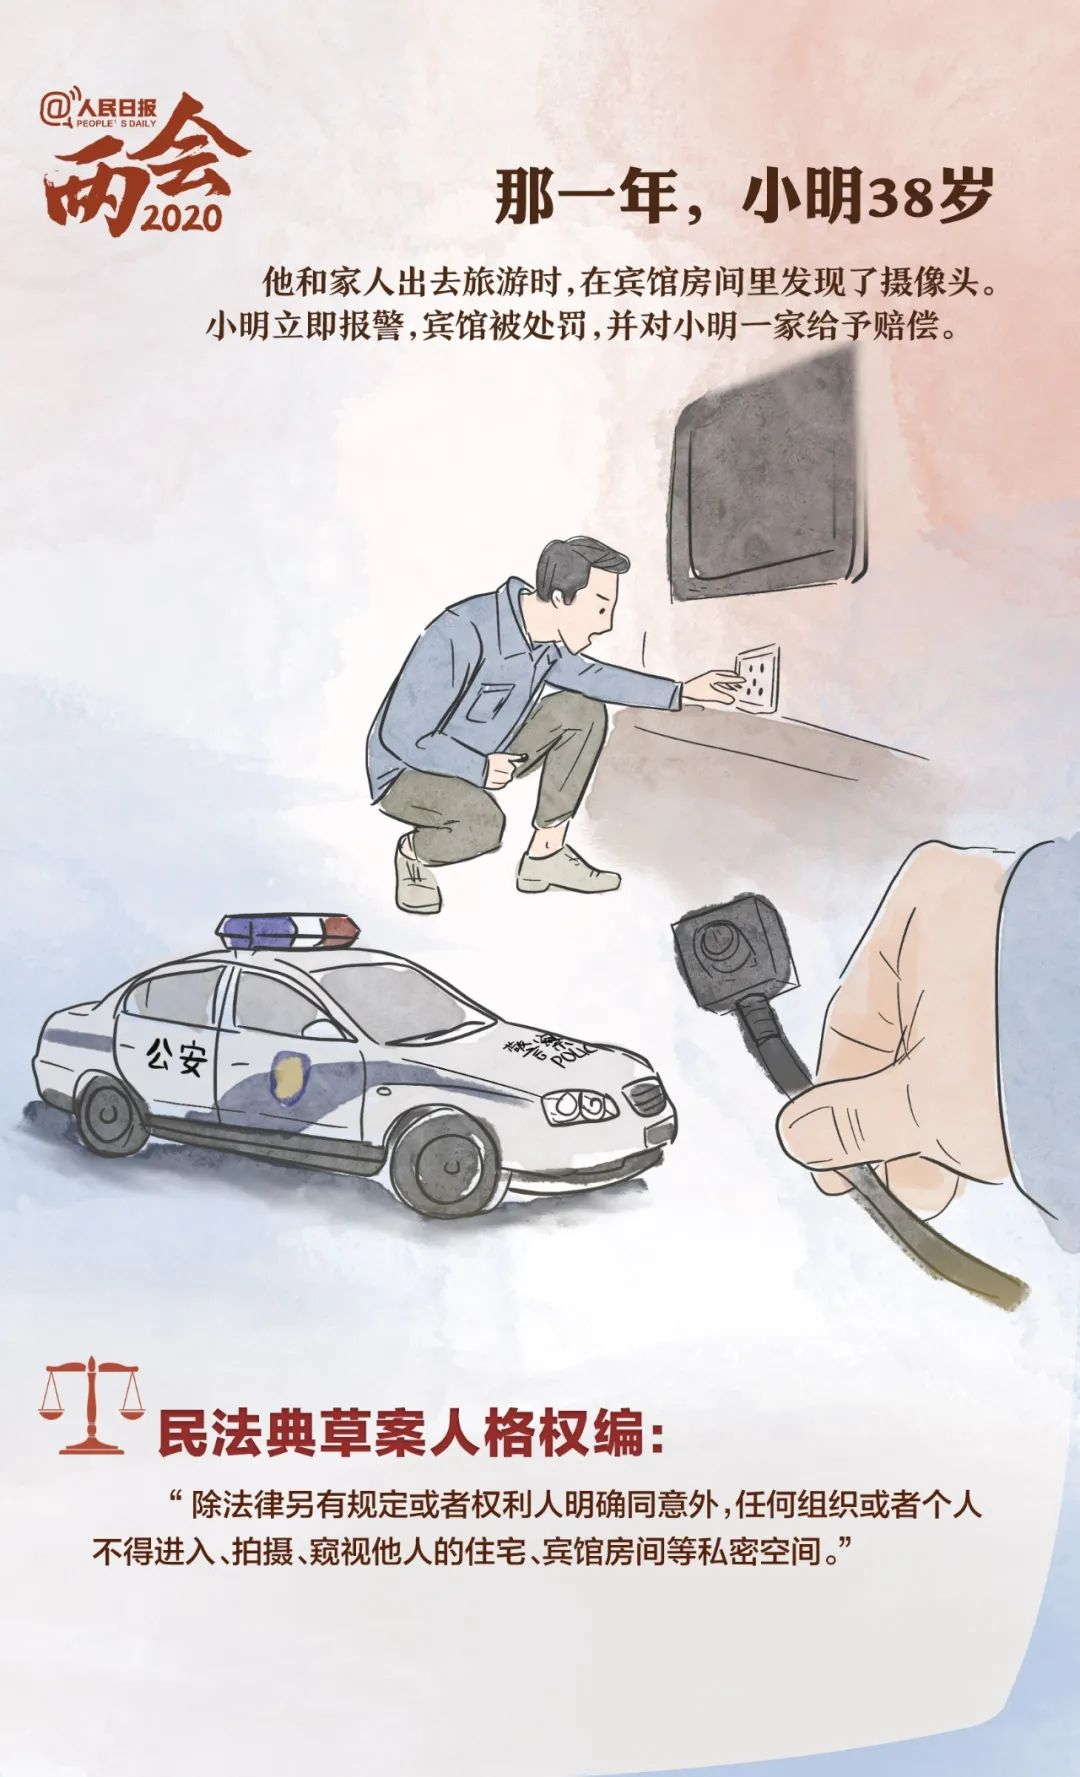 @人民日报
PEOPLE'S DAILY
两会
2020
那一年，小明38岁
他和家人出去旅游时，在宾馆房间里发现了摄像头。
小明立即报警，宾馆被处罚，并对小明一家给予赔偿。
公安
警察
POLIC
民法典草案人格权编：
“除法律另有规定或者权利人明确同意外，任何组织或者个人
不得进入、拍摄、窥视他人的住宅、宾馆房间等私密空间。”